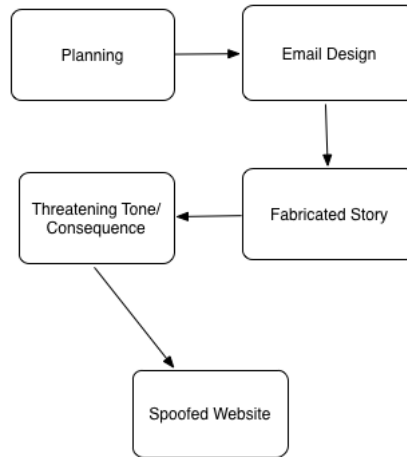 Planning
Email Design
Fabricated Story
Threatening Tone/
Consequence
Spoofed Website